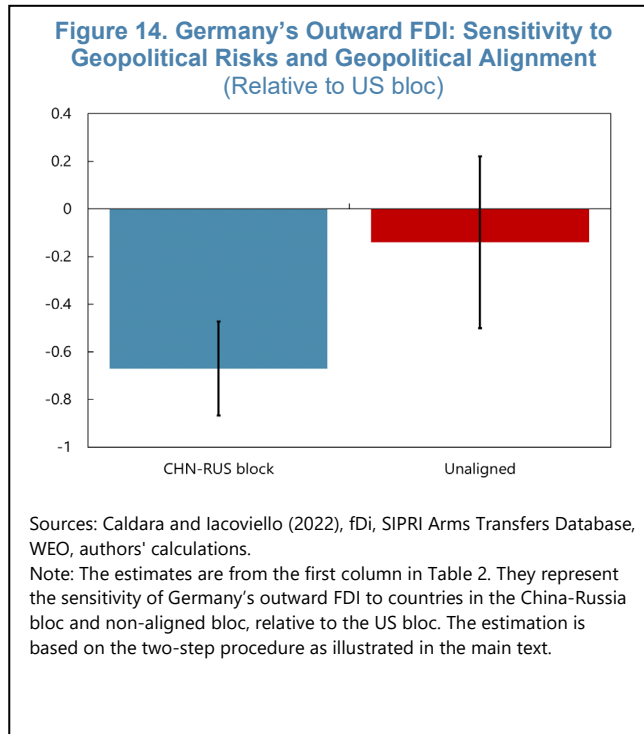 Figure 14. Germany’s Outward FDI: Sensitivity to
Geopolitical Risks and Geopolitical Alignment
(Relative to US bloc)
0.4
0.2
0
-0.2
-0.4
-0.6
-0.8
-1
CHN-RUS block Unaligned
Sources: Caldara and Iacoviello (2022), fDi, SIPRI Arms Transfers Database,
WEO, authors' calculations.
Note: The estimates are from the first column in Table 2. They represent
the sensitivity of Germany’s outward FDI to countries in the China-Russia
bloc and non-aligned bloc, relative to the US bloc. The estimation is
based on the two-step procedure as illustrated in the main text.